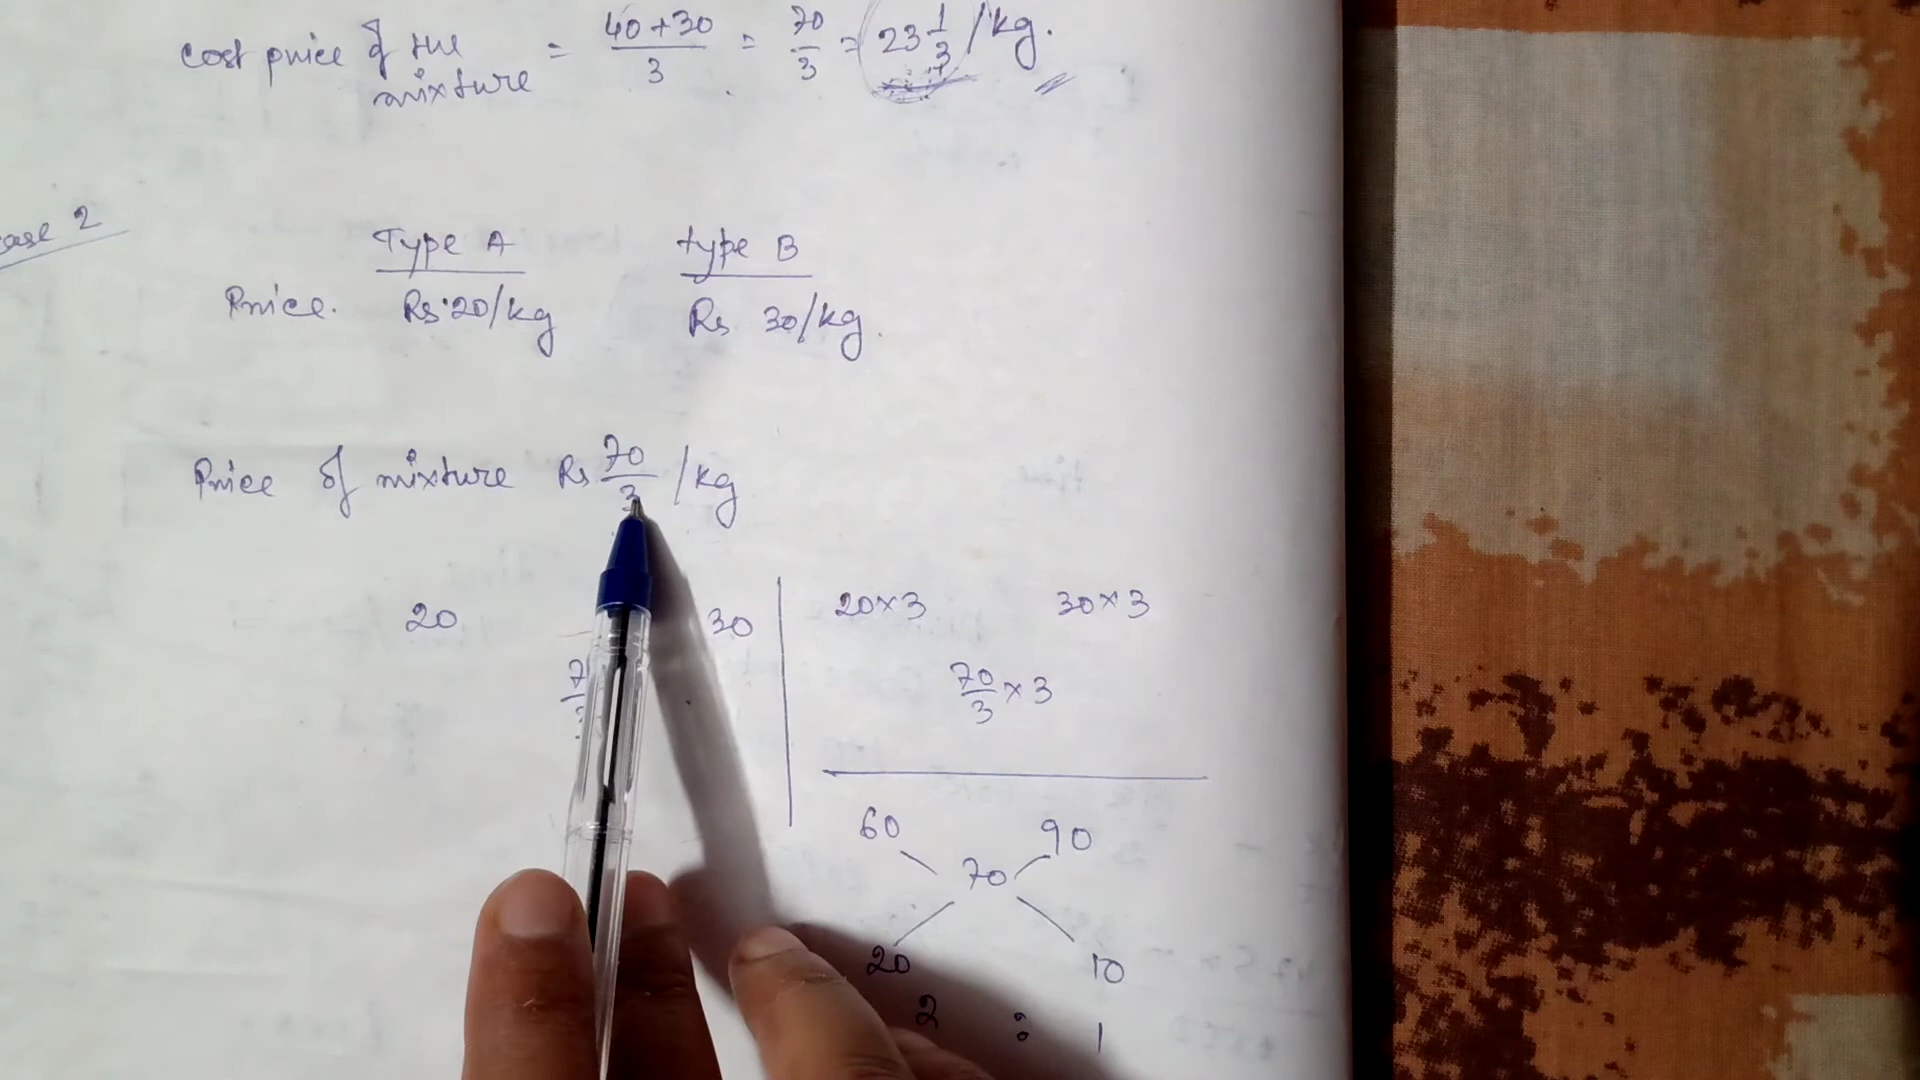 cost price of the mixture = 40+30/3 = 70/3 = 23 1/3 /kg.
case 2
Type A type B
Price. Rs.20/kg Rs 30/kg.
Price of mixture Rs 70/3 /kg
20 30
20×3 30×3
70/3 ×3
60 90
70
20 10
2 : 1